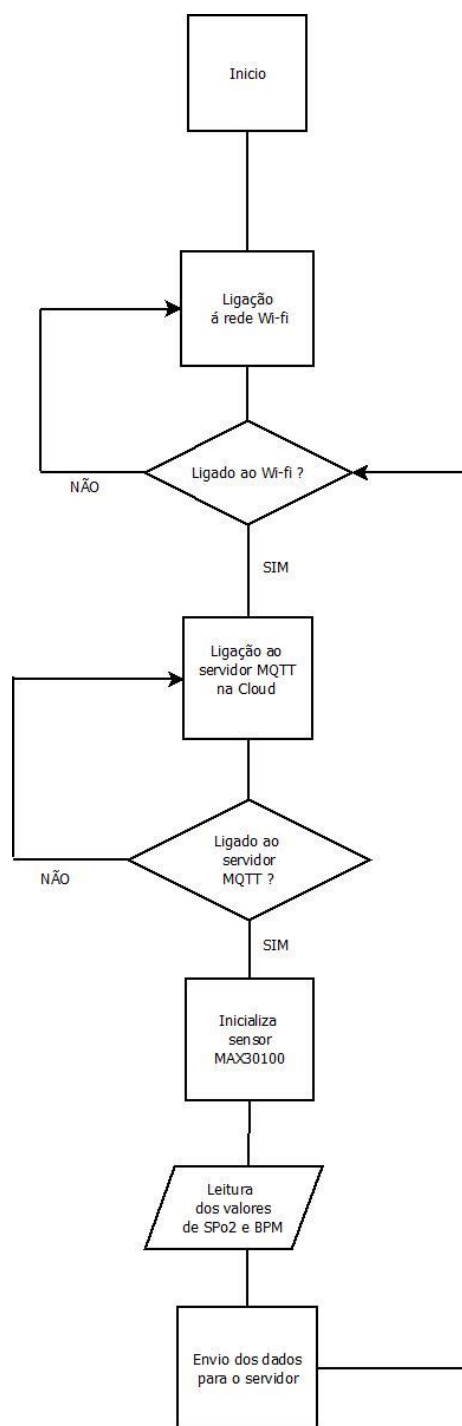 Inicio
Ligação
á rede Wi-fi
Ligado ao Wi-fi ?
NÃO
SIM
Ligação ao
servidor MQTT
na Cloud
Ligado ao
servidor
MQTT ?
NÃO
SIM
Inicializa
sensor
MAX30100
Leitura
dos valores
de SPo2 e BPM
Envio dos dados
para o servidor